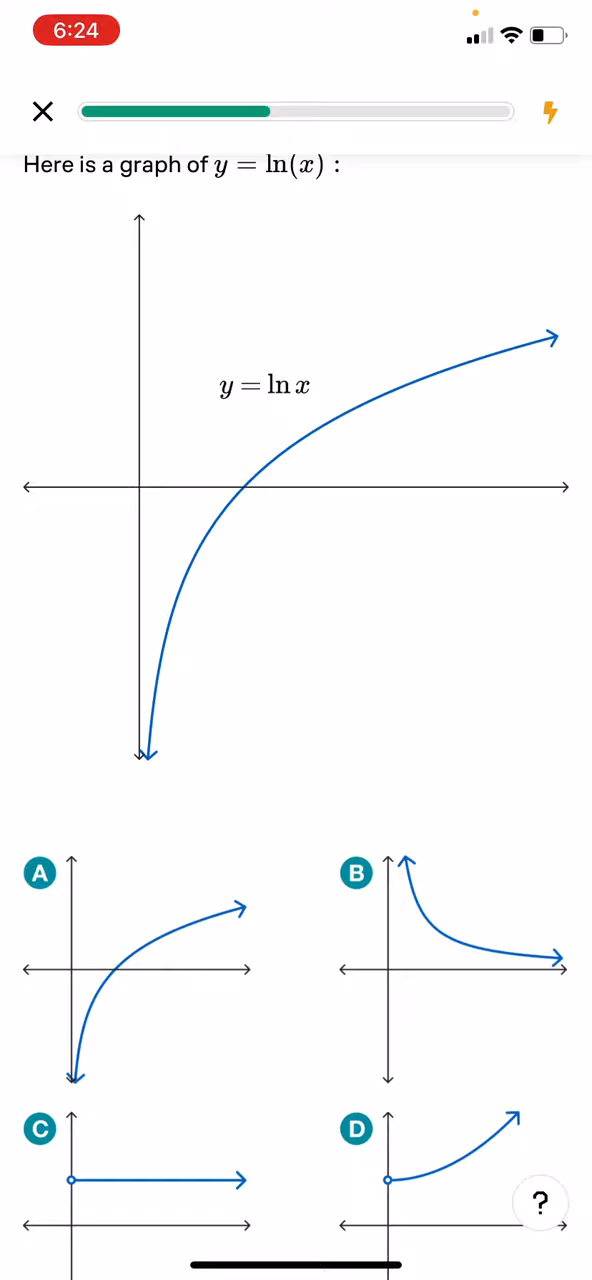 6:24
Here is a graph of y = ln(x) :
y = ln x
A
B
C
D
?